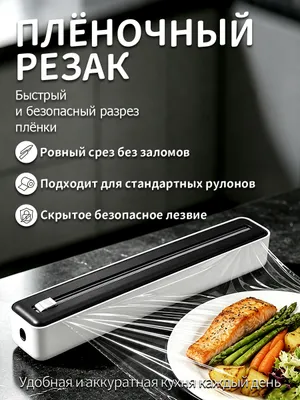 ПЛЁНОЧНЫЙ
РЕЗАК
Быстрый
и безопасный разрез
плёнки
Ровный срез без заломов
Подходит для стандартных рулонов
Скрытое безопасное лезвие
Удобная и аккуратная кухня каждый день